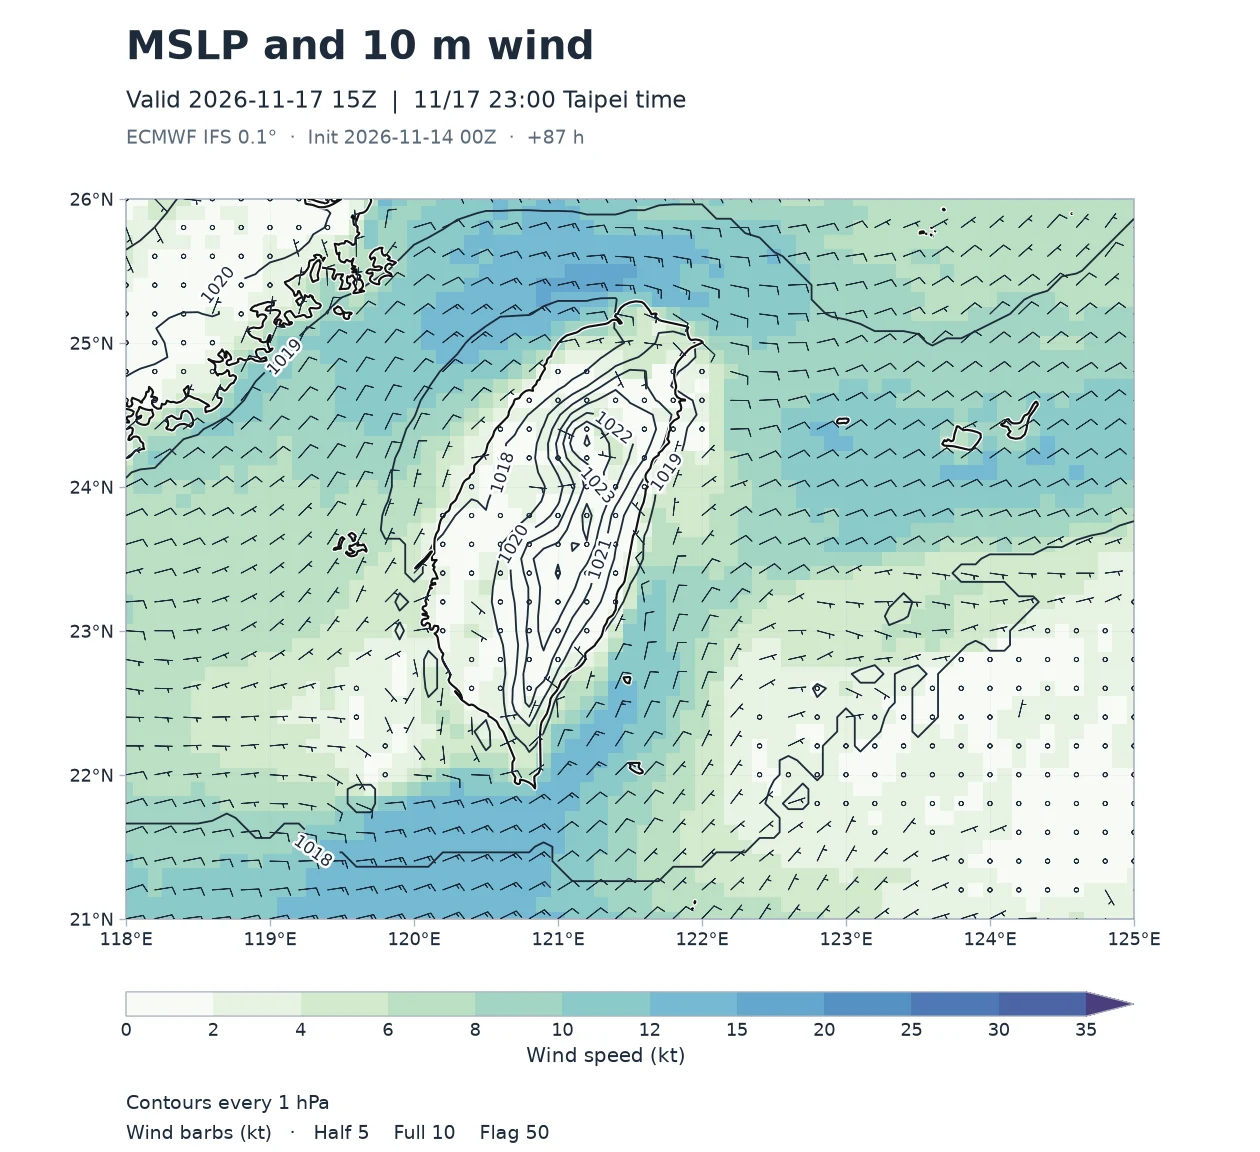 MSLP and 10 m wind
Valid 2026-11-17 15Z | 11/17 23:00 Taipei time
ECMWF IFS 0.1° · Init 2026-11-14 00Z · +87 h
26°N
25°N
24°N
23°N
22°N
21°N
1020
1019
1022
1018
1019
1023
1020
1021
1018
118°E 119°E 120°E 121°E 122°E 123°E 124°E 125°E
0 2 4 6 8 10 12 15 20 25 30 35
Wind speed (kt)
Contours every 1 hPa
Wind barbs (kt) · Half 5 Full 10 Flag 50